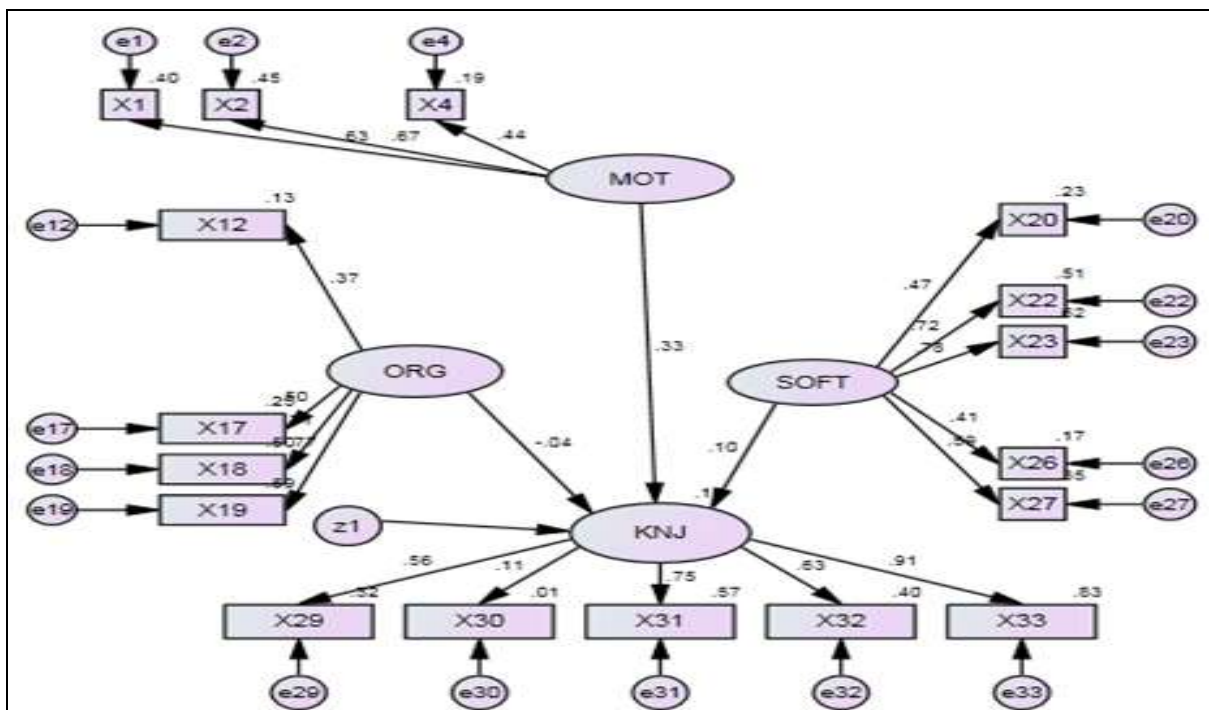 e1 e2 e4
.40 .45 .19
X1 X2 X4
.63 .67 .44
MOT
.13 .23
e12 X12 X20 e20
.37 .47
.51
X22 e22
.72
X23 e23
.33
ORG SOFT
.41
.50
e17 X17 -.04 .10 .17
e18 X18 X26 e26
e19 X19 X27 e27
z1 KNJ
.56 .11 .75 .63 .91
.01 .57 .40
X29 X30 X31 X32 X33
e29 e30 e31 e32 e33